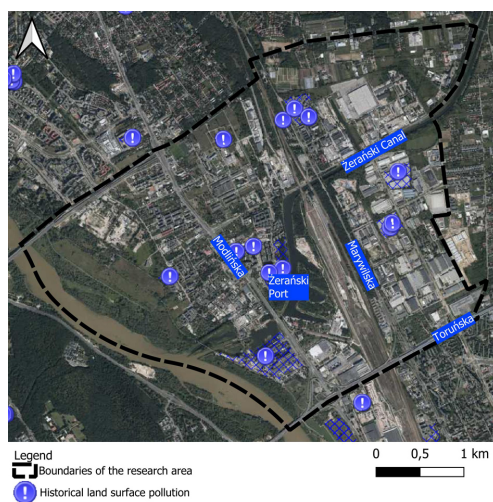 Żerański Canal
Modlińska
Marywilska
Żerański
Port
Toruńska
Legend
Boundaries of the research area
Historical land surface pollution
0 0,5 1 km